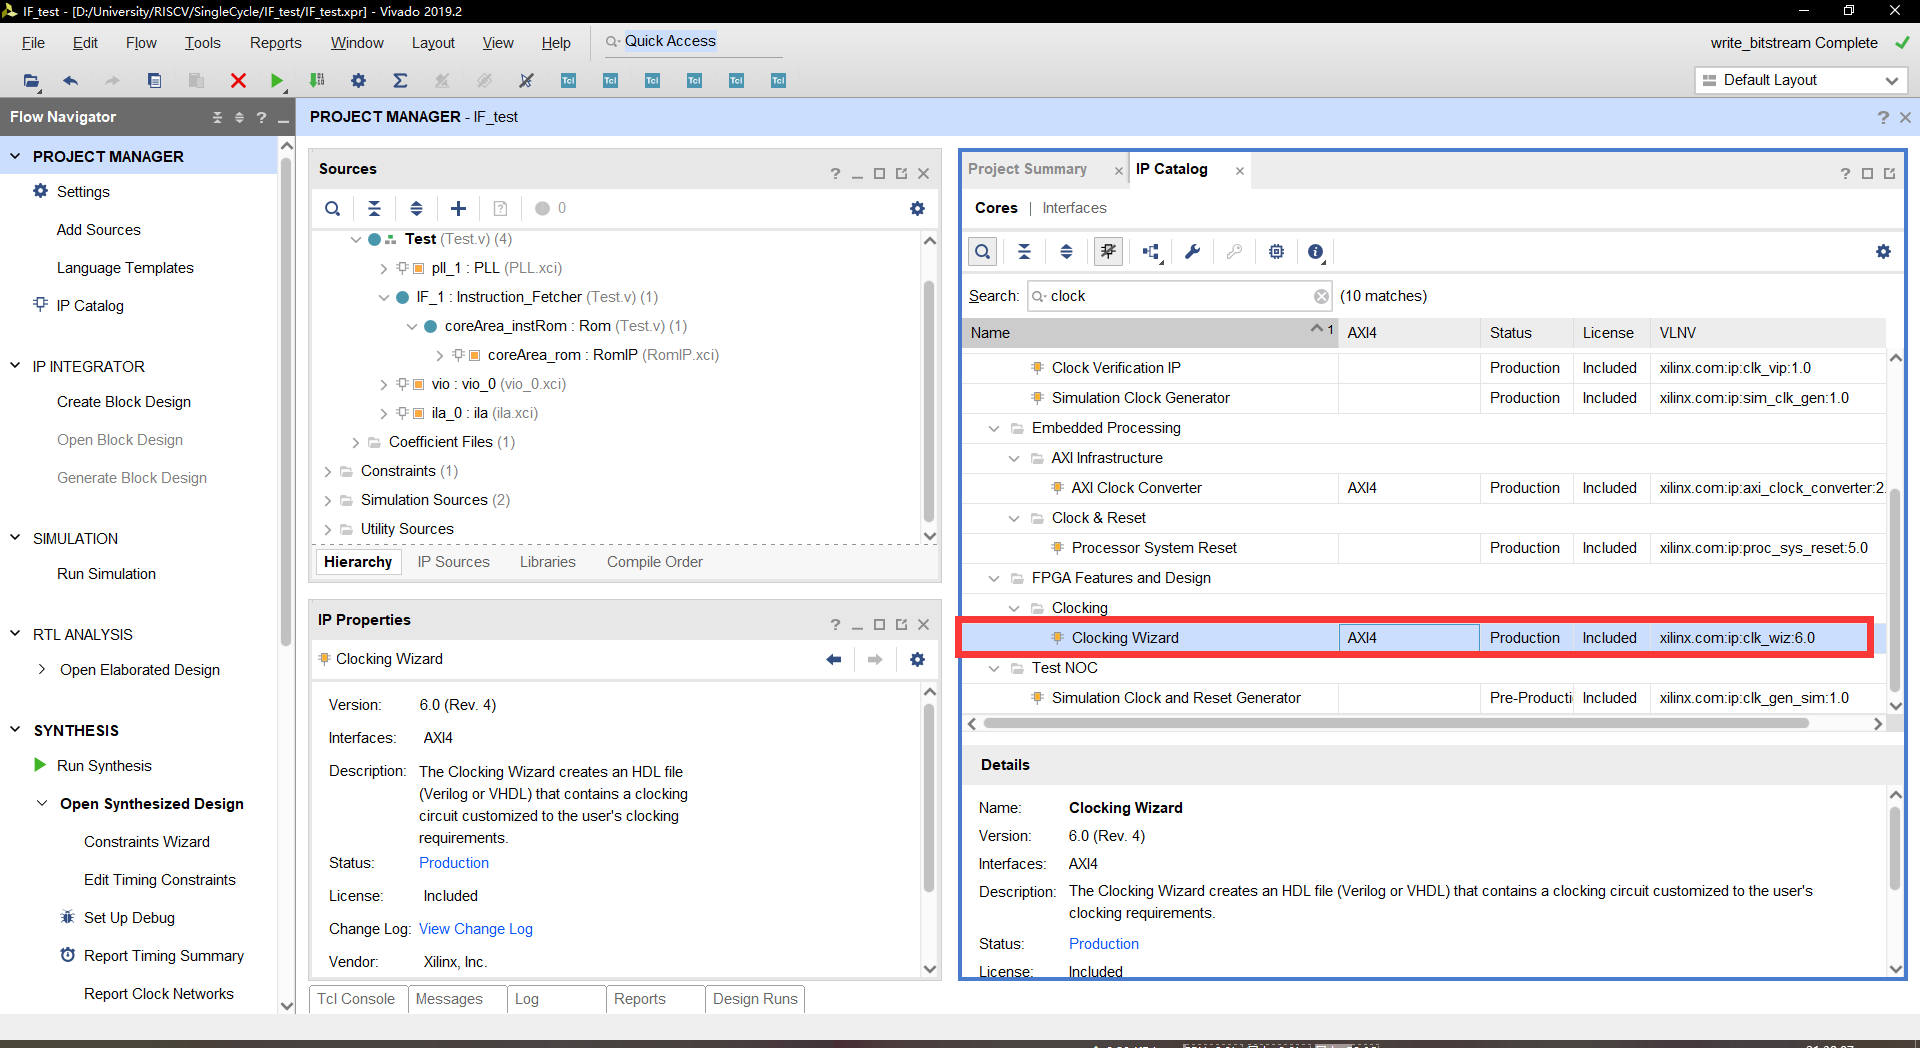 IF_test - [D:/University/RISCV/SingleCycle/IF_test/IF_test.xpr] - Vivado 2019.2
File Edit Flow Tools Reports Window Layout View Help Quick Access
write_bitstream Complete
Default Layout
Flow Navigator
PROJECT MANAGER
Settings
Add Sources
Language Templates
IP Catalog
IP INTEGRATOR
Create Block Design
Open Block Design
Generate Block Design
SIMULATION
Run Simulation
RTL ANALYSIS
Open Elaborated Design
SYNTHESIS
Run Synthesis
Open Synthesized Design
Constraints Wizard
Edit Timing Constraints
Set Up Debug
Report Timing Summary
Report Clock Networks
PROJECT MANAGER - IF_test
Sources
0
Test (Test.v) (4)
pll_1 : PLL (PLL.xci)
IF_1 : Instruction_Fetcher (Test.v) (1)
coreArea_instRom : Rom (Test.v) (1)
coreArea_rom : RomIP (RomIP.xci)
vio : vio_0 (vio_0.xci)
ila_0 : ila (ila.xci)
Coefficient Files (1)
Constraints (1)
Simulation Sources (2)
Utility Sources
Hierarchy IP Sources Libraries Compile Order
IP Properties
Clocking Wizard
Version: 6.0 (Rev. 4)
Interfaces: AXI4
Description: The Clocking Wizard creates an HDL file
(Verilog or VHDL) that contains a clocking
circuit customized to the user's clocking
requirements.
Status: Production
License: Included
Change Log: View Change Log
Vendor: Xilinx, Inc.
Tcl Console Messages Log Reports Design Runs
Project Summary IP Catalog
Cores | Interfaces
Search: clock (10 matches)
Name 1 AXI4 Status License VLNV
Clock Verification IP Production Included xilinx.com:ip:clk_vip:1.0
Simulation Clock Generator Production Included xilinx.com:ip:sim_clk_gen:1.0
Embedded Processing
AXI Infrastructure
AXI Clock Converter AXI4 Production Included xilinx.com:ip:axi_clock_converter:2.
Clock & Reset
Processor System Reset Production Included xilinx.com:ip:proc_sys_reset:5.0
FPGA Features and Design
Clocking
Clocking Wizard AXI4 Production Included xilinx.com:ip:clk_wiz:6.0
Test NOC
Simulation Clock and Reset Generator Pre-Producti Included xilinx.com:ip:clk_gen_sim:1.0
Details
Name: Clocking Wizard
Version: 6.0 (Rev. 4)
Interfaces: AXI4
Description: The Clocking Wizard creates an HDL file (Verilog or VHDL) that contains a clocking circuit customized to the user's
clocking requirements.
Status: Production
License: Included